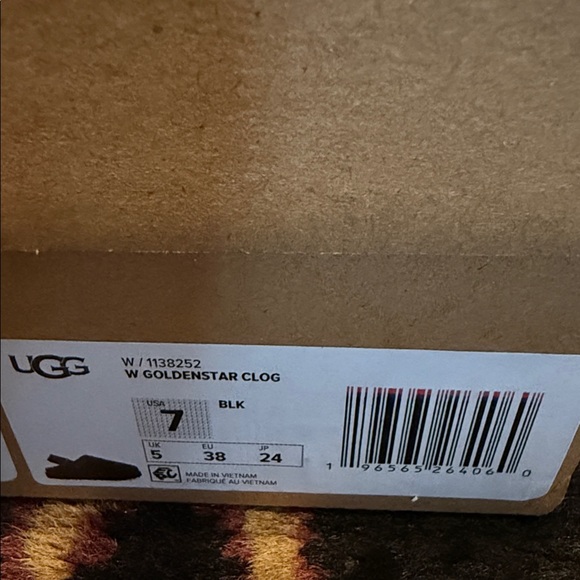 UGG
W / 1138252
W GOLDENSTAR CLOG
USA
7
BLK
UK EU JP
5 38 24
MADE IN VIETNAM
FABRIQUÉ AU VIETNAM
1 96565 26406 0